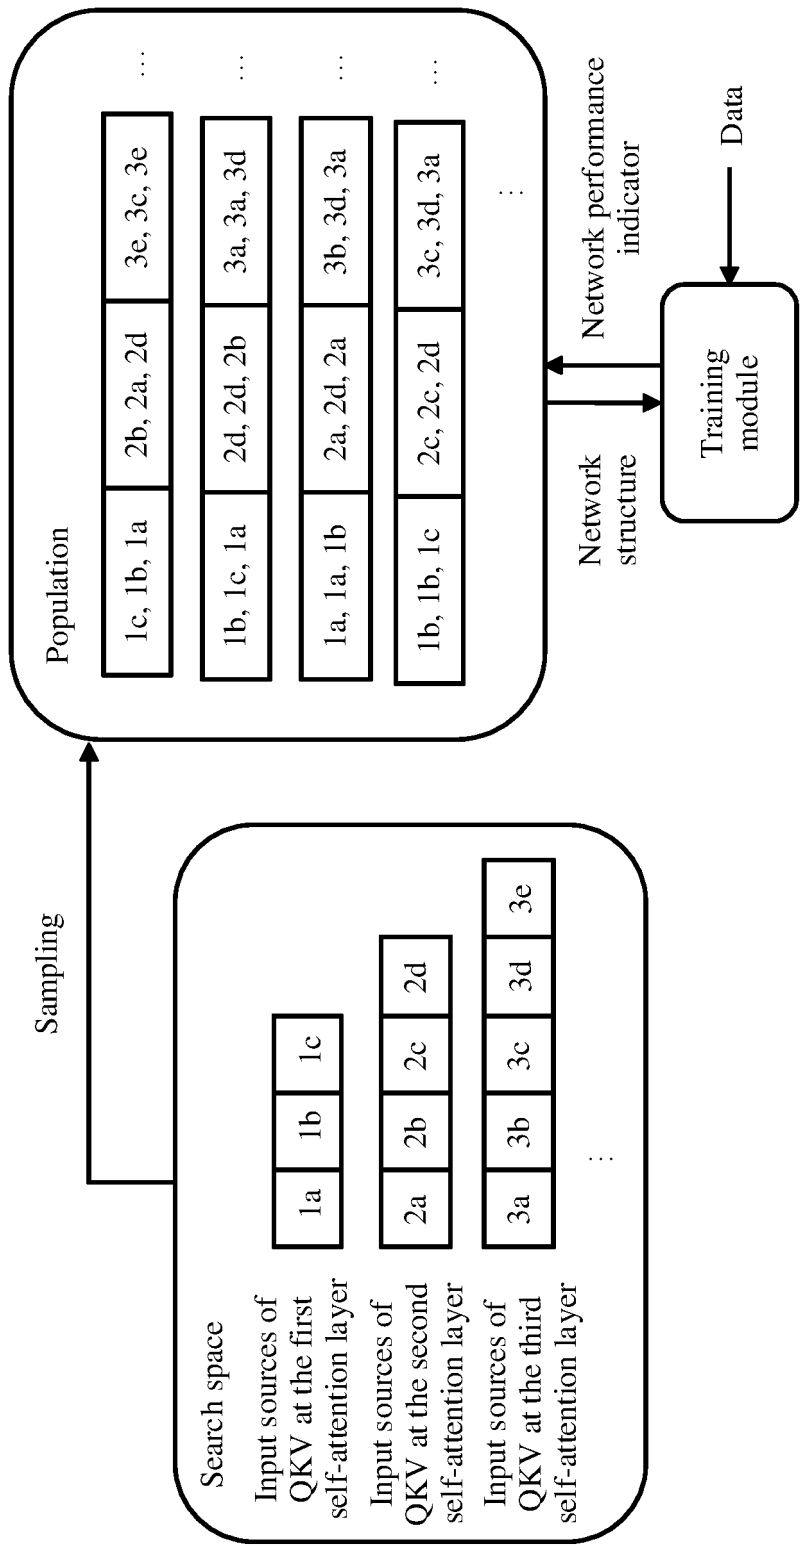 Sampling
Search space
Input sources of
QKV at the first
self-attention layer
1a
1b
1c
Input sources of
QKV at the second
self-attention layer
2a
2b
2c
2d
Input sources of
QKV at the third
self-attention layer
3a
3b
3c
3d
3e
...
Population
1c, 1b, 1a
2b, 2a, 2d
3e, 3c, 3e
...
1b, 1c, 1a
2d, 2d, 2b
3a, 3a, 3d
...
1a, 1a, 1b
2a, 2d, 2a
3b, 3d, 3a
...
1b, 1b, 1c
2c, 2c, 2d
3c, 3d, 3a
...
...
Network
structure
Network performance
indicator
Training
module
Data